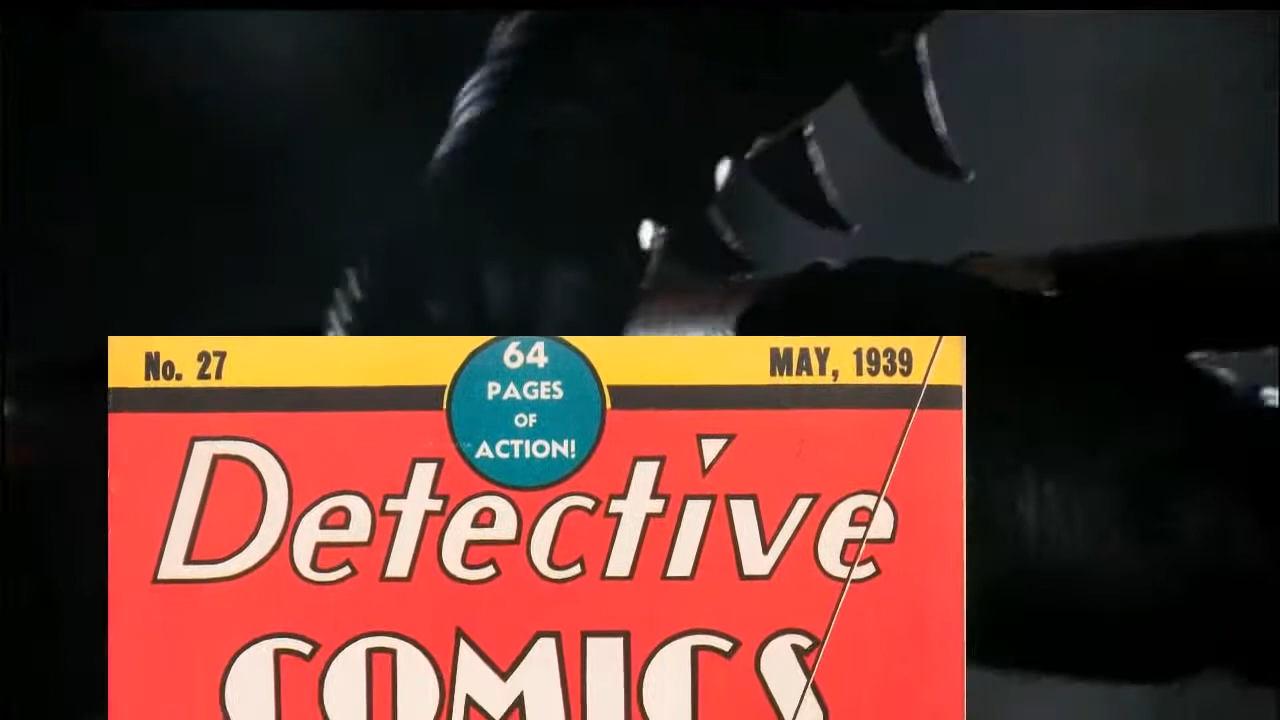 No. 27
64
PAGES
OF
ACTION!
MAY, 1939
Detective
COMICS